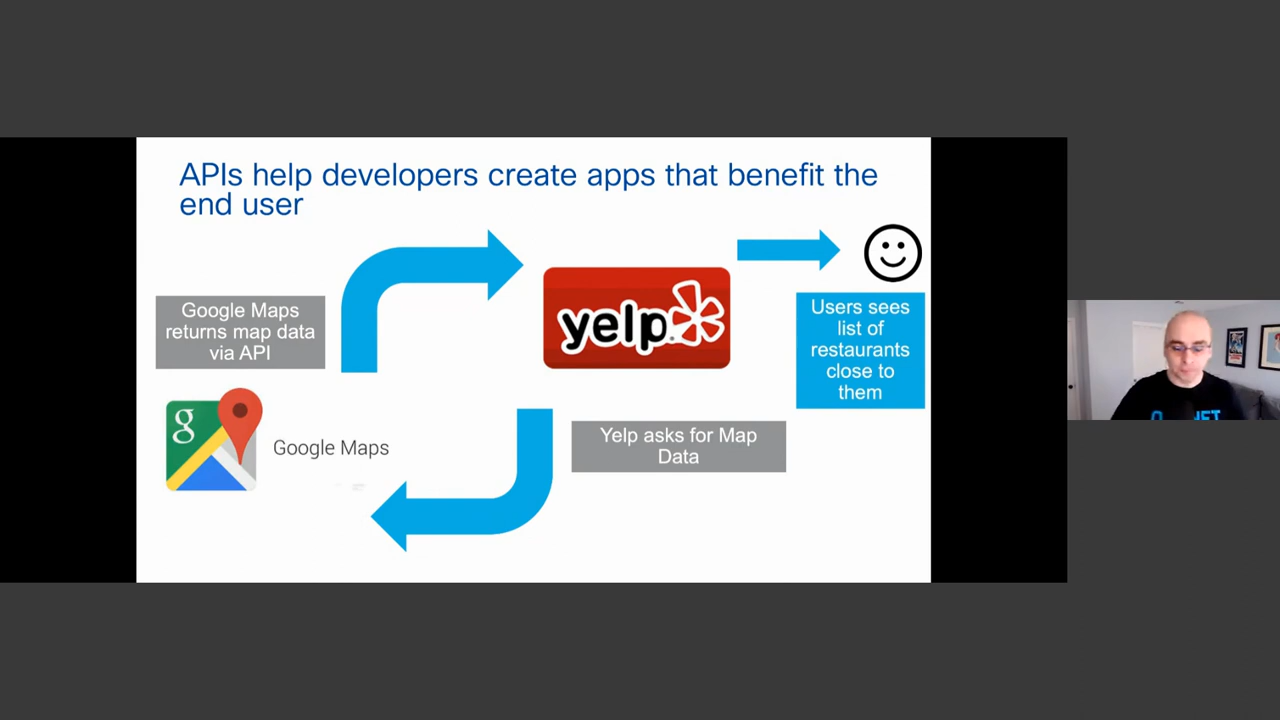 APIs help developers create apps that benefit the
end user
Google Maps
returns map data
via API
yelp
Users sees
list of
restaurants
close to
them
g
Google Maps
Yelp asks for Map
Data